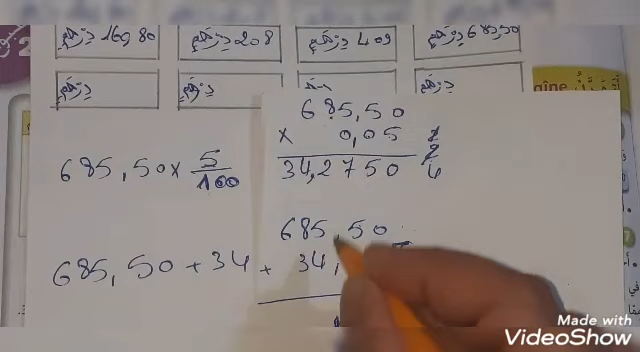 169,80 درهم 208 درهم 409 درهم 685,50 درهم
درهم درهم درهم
685,50
× 0,05
34,2750 4
685,50 × 5/100
685,50
685,50 + 34 + 34,
Made with
VideoShow